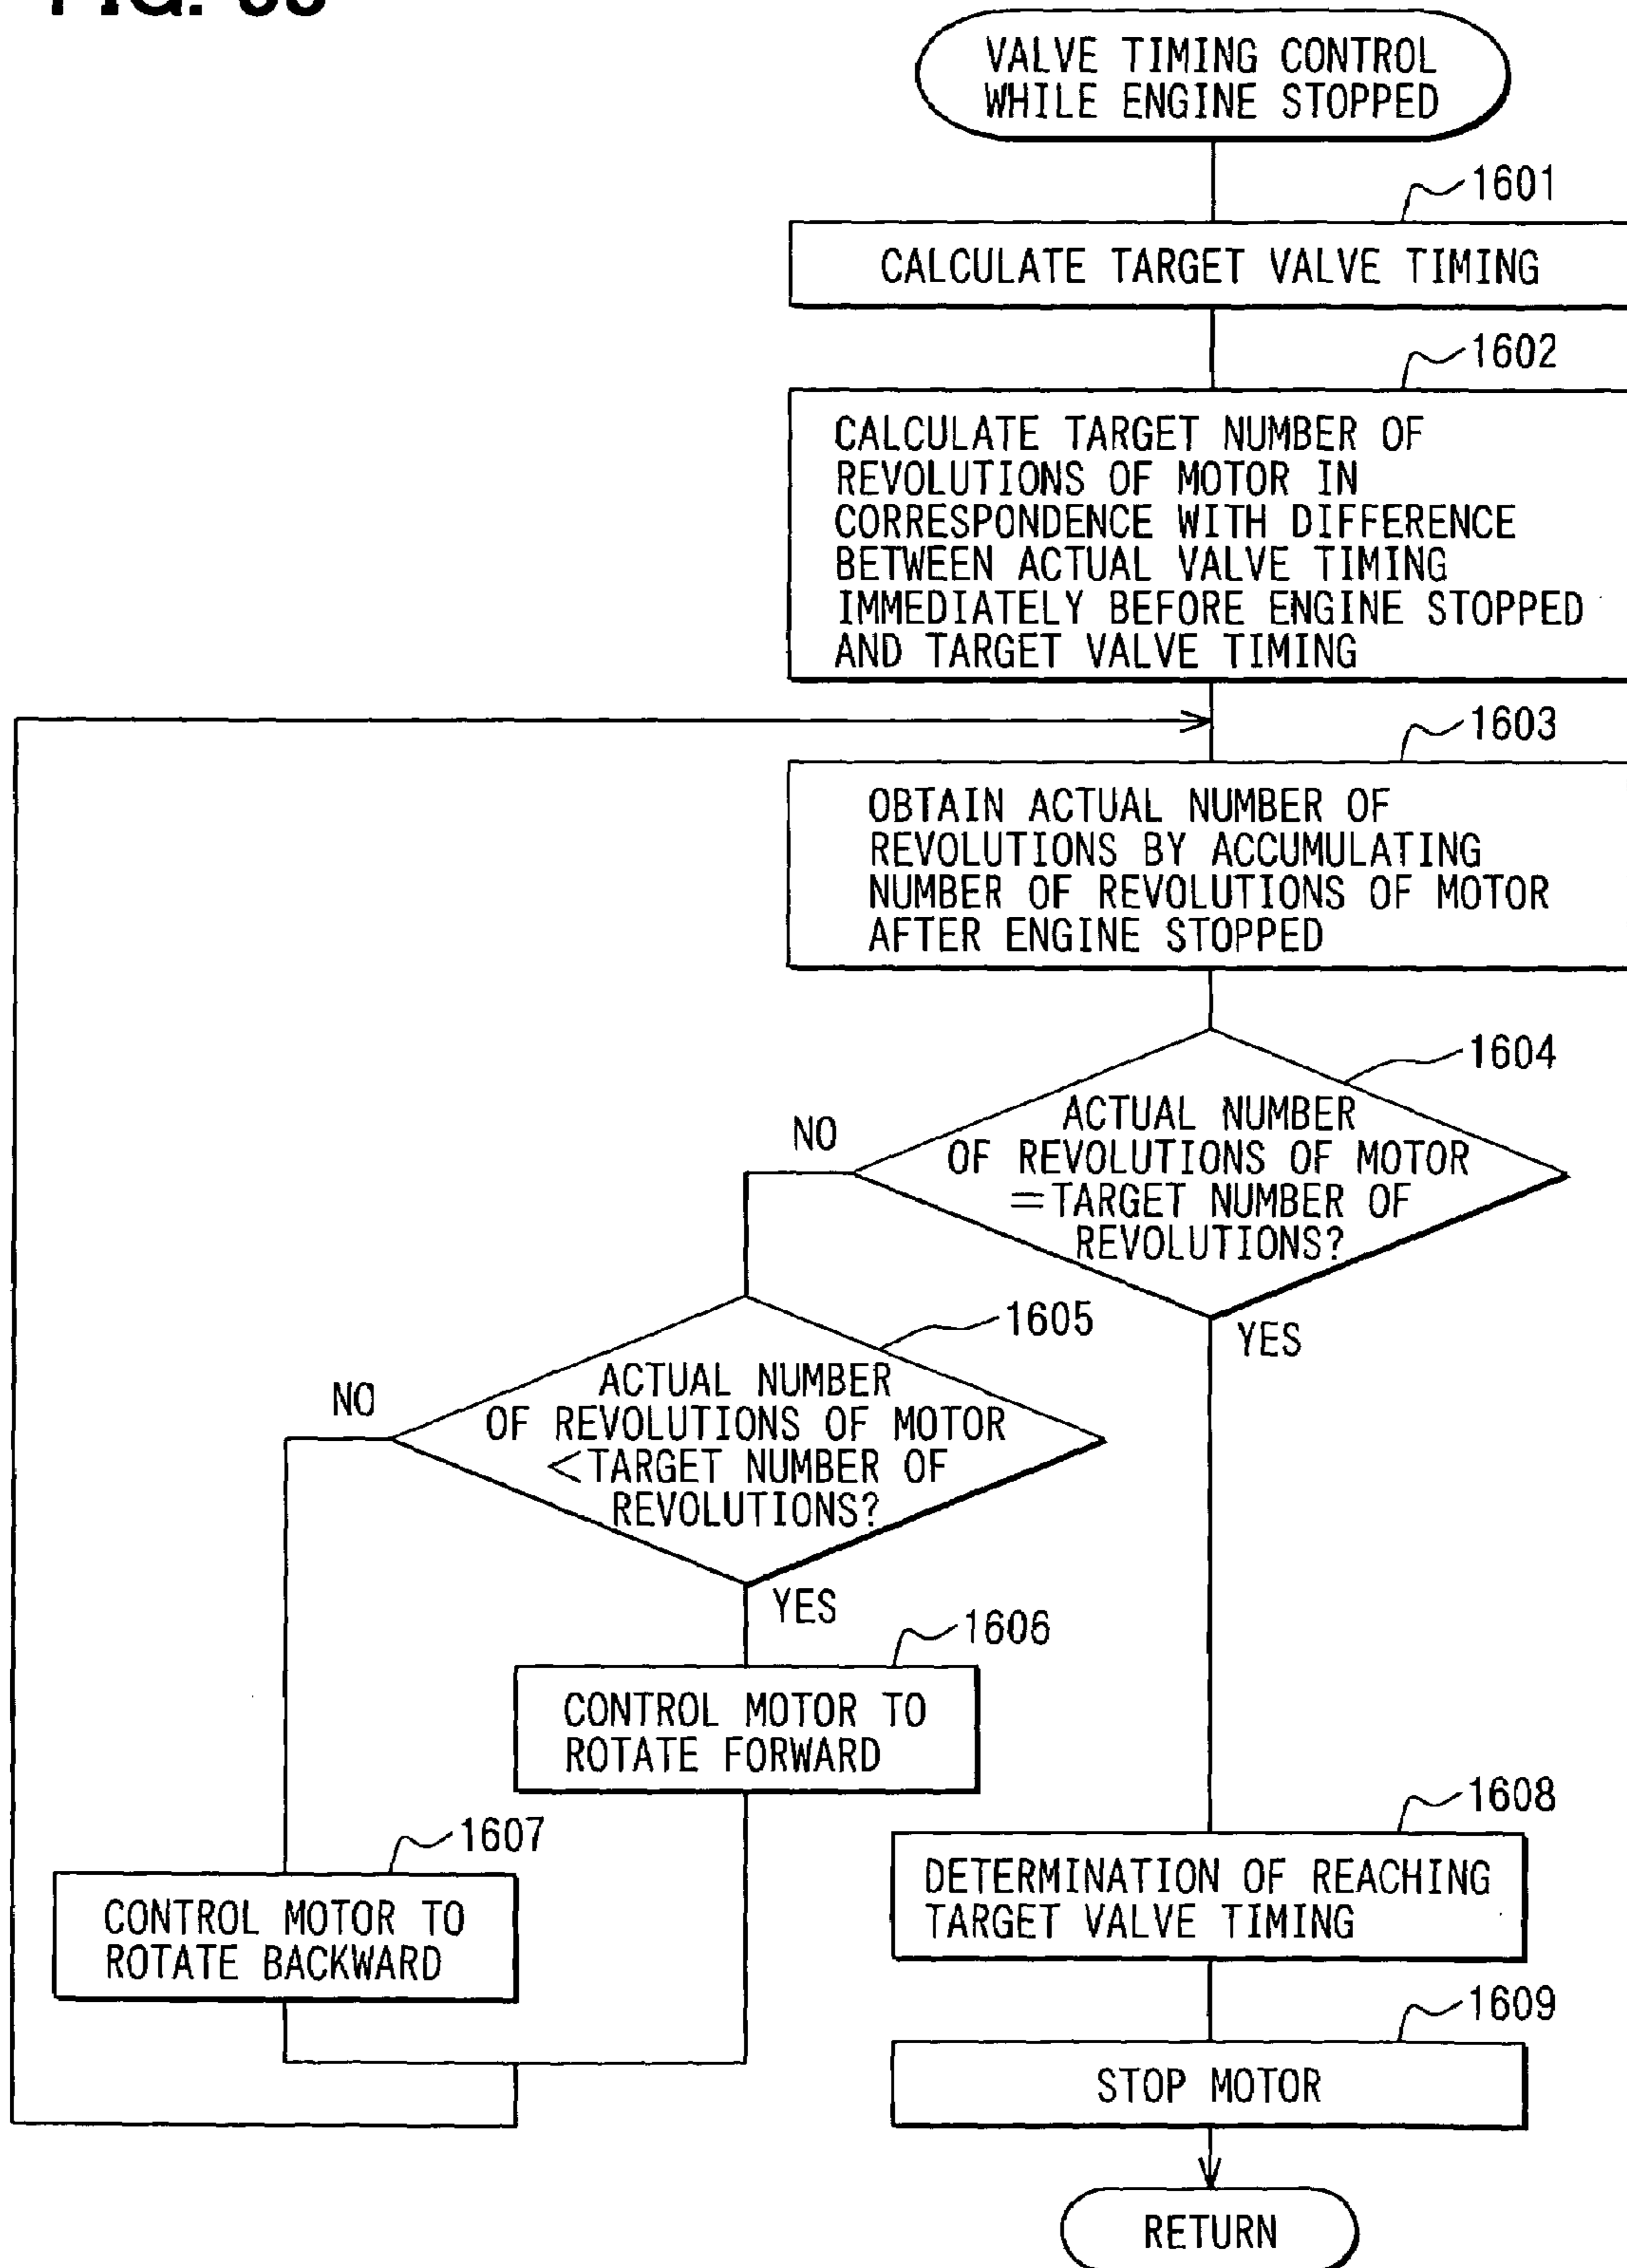 VALVE TIMING CONTROL
WHILE ENGINE STOPPED
1601
CALCULATE TARGET VALVE TIMING
1602
CALCULATE TARGET NUMBER OF
REVOLUTIONS OF MOTOR IN
CORRESPONDENCE WITH DIFFERENCE
BETWEEN ACTUAL VALVE TIMING
IMMEDIATELY BEFORE ENGINE STOPPED
AND TARGET VALVE TIMING
1603
OBTAIN ACTUAL NUMBER OF
REVOLUTIONS BY ACCUMULATING
NUMBER OF REVOLUTIONS OF MOTOR
AFTER ENGINE STOPPED
1604
ACTUAL NUMBER
OF REVOLUTIONS OF MOTOR
=TARGET NUMBER OF
REVOLUTIONS?
NO
YES
1605
ACTUAL NUMBER
OF REVOLUTIONS OF MOTOR
<TARGET NUMBER OF
REVOLUTIONS?
NO
YES
1606
CONTROL MOTOR TO
ROTATE FORWARD
1607
CONTROL MOTOR TO
ROTATE BACKWARD
1608
DETERMINATION OF REACHING
TARGET VALVE TIMING
1609
STOP MOTOR
RETURN